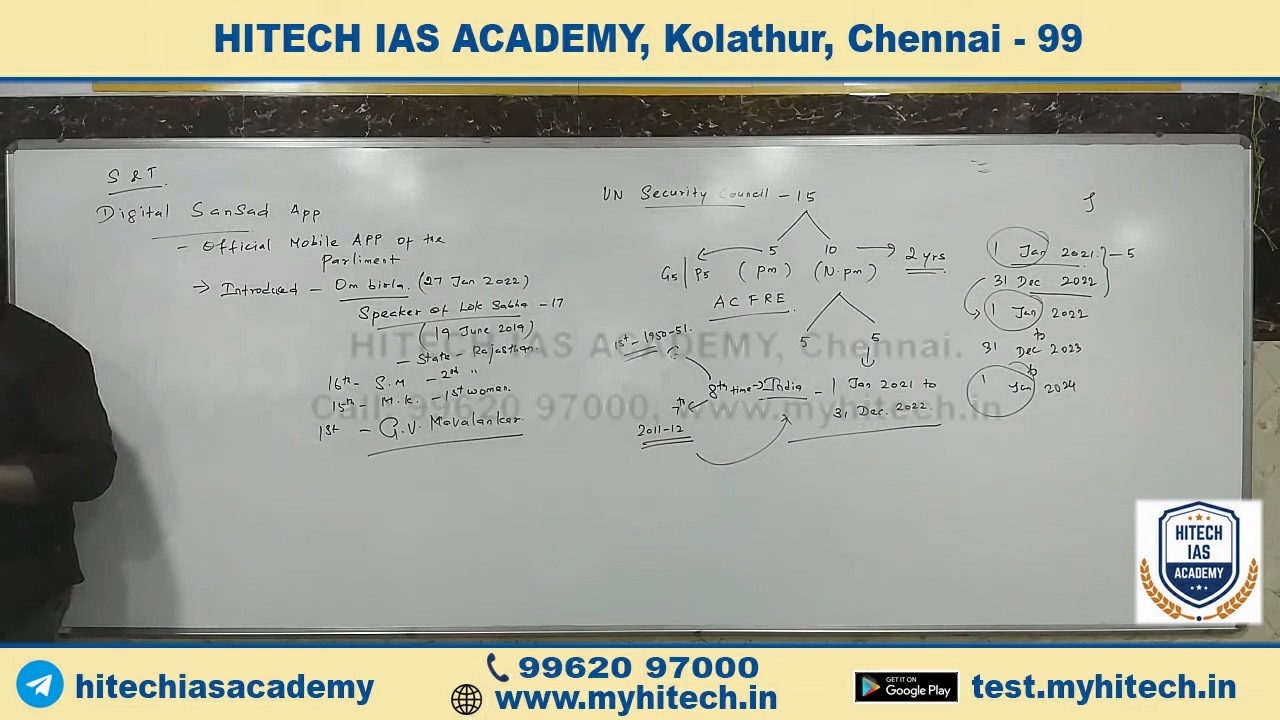 HITECH IAS ACADEMY, Kolathur, Chennai - 99
S & T.
Digital Sansad App
- Official Mobile APP of the
Parliment
→ Introduced - Om birla. (27 Jan 2022)
Speaker of Lok Sabha - 17
(19 June 2019)
- State - Rajasthan.
16th - S.M - 2nd "
15th - M.K. - 1st women.
1st - G.V. Mavalankar.
UN Security Council - 15
5 10 → 2 yrs
G5 | P5 (Pm) (N.pm)
ACFRE
5 5
1st - 1950-51.
8th time → India - 1 Jan 2021 to
31 Dec. 2022.
7th
2011-12
1 Jan 2021. - 5
31 Dec 2022
1 Jan 2022
to
31 Dec 2023
to
1 Jan 2024
HITECH IAS ACADEMY, Chennai.
Call: 99620 97000, www.myhitech.in
HITECH
IAS
ACADEMY
hitechiasacademy
99620 97000
www.myhitech.in
GET IT ON
Google Play
test.myhitech.in